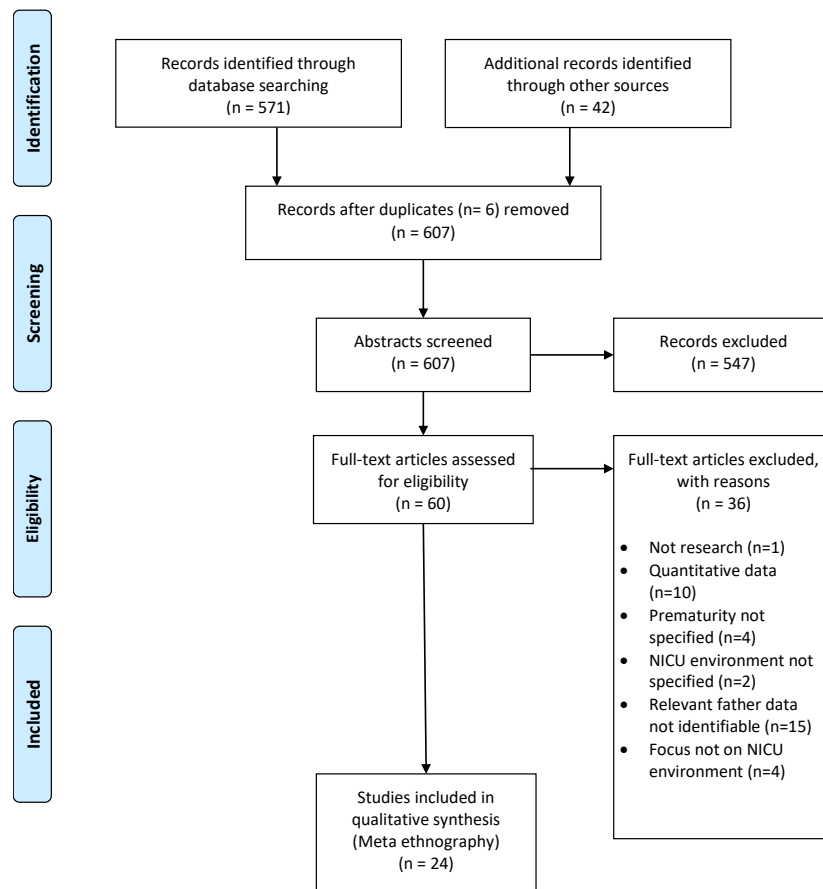 Identification
Records identified through
database searching
(n = 571)
Additional records identified
through other sources
(n = 42)
Records after duplicates (n= 6) removed
(n = 607)
Screening
Abstracts screened
(n = 607)
Records excluded
(n = 547)
Eligibility
Full-text articles assessed
for eligibility
(n = 60)
Full-text articles excluded,
with reasons
(n = 36)
• Not research (n=1)
• Quantitative data
(n=10)
• Prematurity not
specified (n=4)
• NICU environment not
specified (n=2)
• Relevant father data
not identifiable (n=15)
• Focus not on NICU
environment (n=4)
Included
Studies included in
qualitative synthesis
(Meta ethnography)
n = 24)